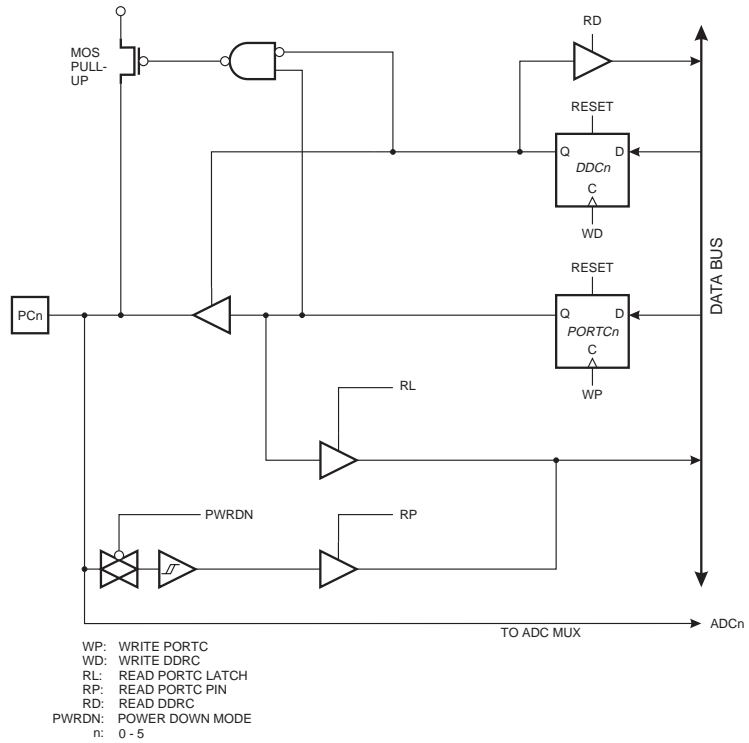 RD
MOS
PULL-
UP
RESET
Q
D
DDCn
C
WD
DATA BUS
RESET
PCn
Q
D
PORTCn
C
WP
RL
PWRDN
RP
TO ADC MUX
ADCn
WP: WRITE PORTC
WD: WRITE DDRC
RL: READ PORTC LATCH
RP: READ PORTC PIN
RD: READ DDRC
PWRDN: POWER DOWN MODE
n: 0 - 5